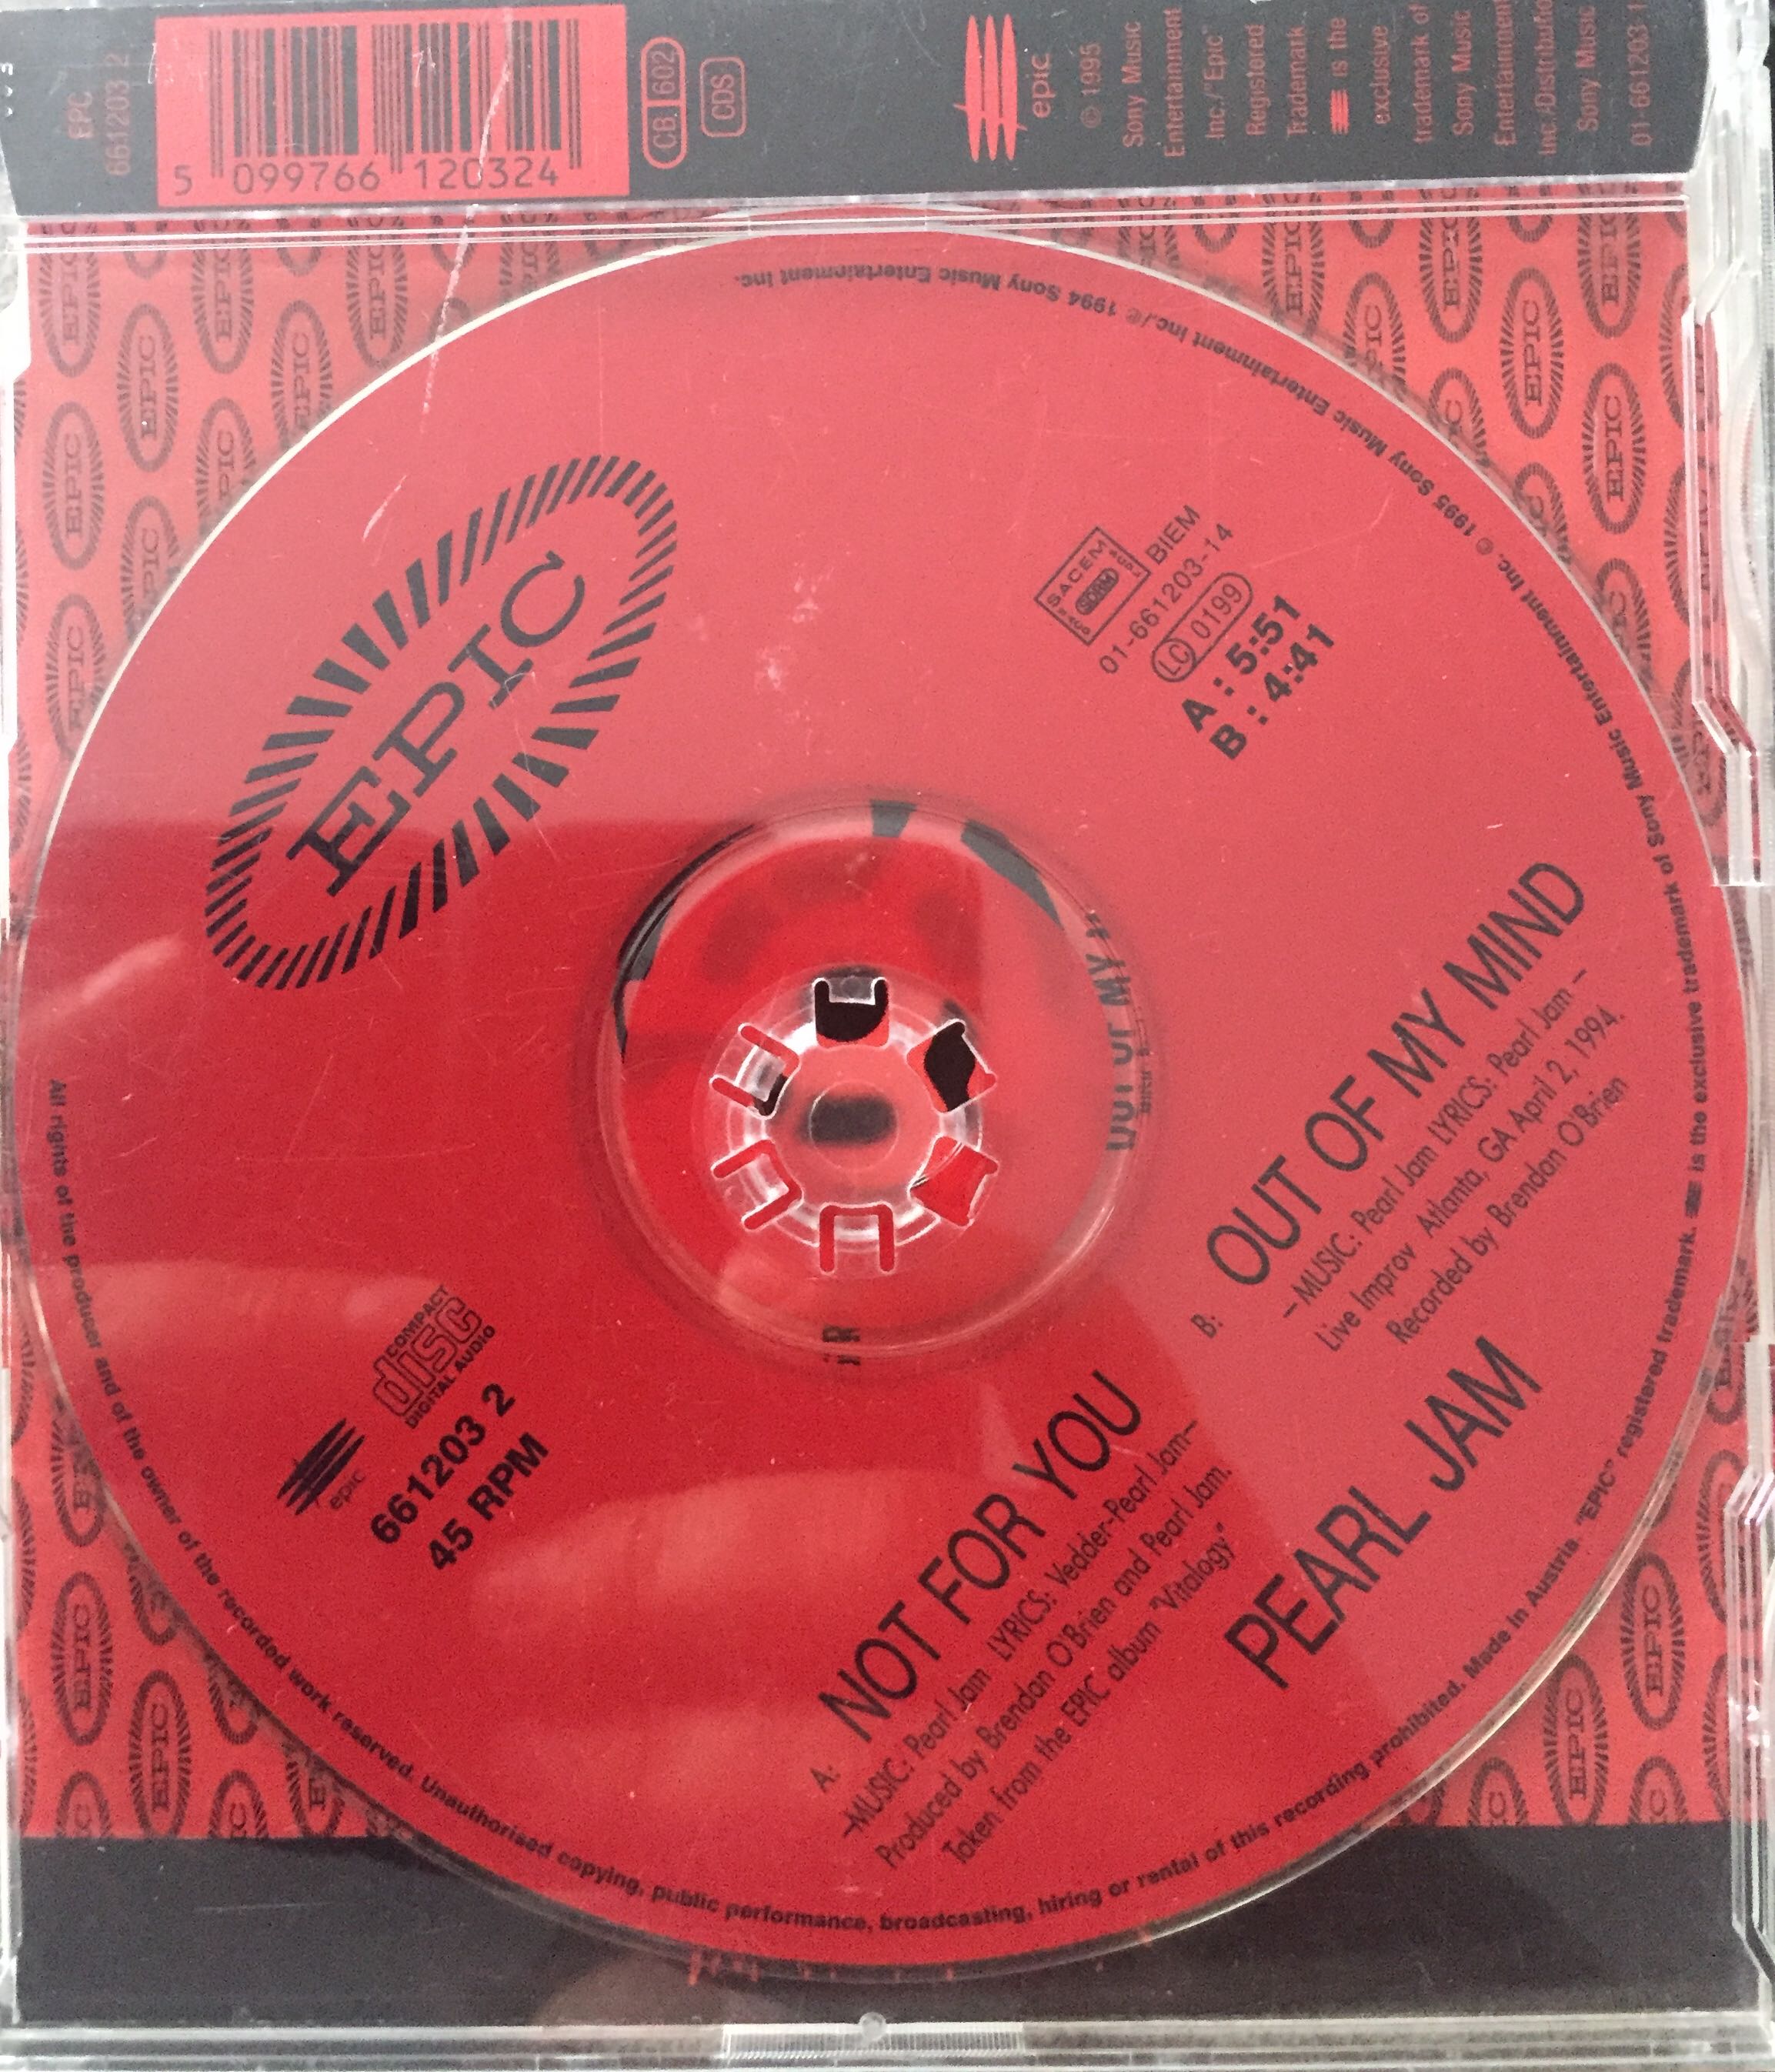 EPC
661203 2
5 099766 120324
CB 602
CDS
epic
℗ 1995
Sony Music
Entertainment
Inc./"Epic"
Registered
Trademark
is the
exclusive
trademark of
Sony Music
Entertainment
Inc./Distribution
Sony Music
EPIC
SACEM
SDRM
BIEM
01-661203-14
LC 0199
A : 5:51
B : 4:41
COMPACT
disc
DIGITAL AUDIO
epic
661203 2
45 RPM
A: NOT FOR YOU
–MUSIC: Pearl Jam LYRICS: Vedder-Pearl Jam–
Produced by Brendan O'Brien and Pearl Jam.
Taken from the EPIC album "Vitalogy"
B: OUT OF MY MIND
– MUSIC: Pearl Jam LYRICS: Pearl Jam –
Live Improv Atlanta, GA April 2, 1994.
Recorded by Brendan O'Brien
PEARL JAM
All rights of the producer and of the owner of the recorded work reserved. Unauthorised copying, public performance, broadcasting, hiring or rental of this recording prohibited. Made in Austria. "EPIC" registered trademark. is the exclusive trademark of Sony Music Entertainment Inc. © 1995 Sony Music Entertainment Inc./℗ 1994 Sony Music Entertainment Inc.